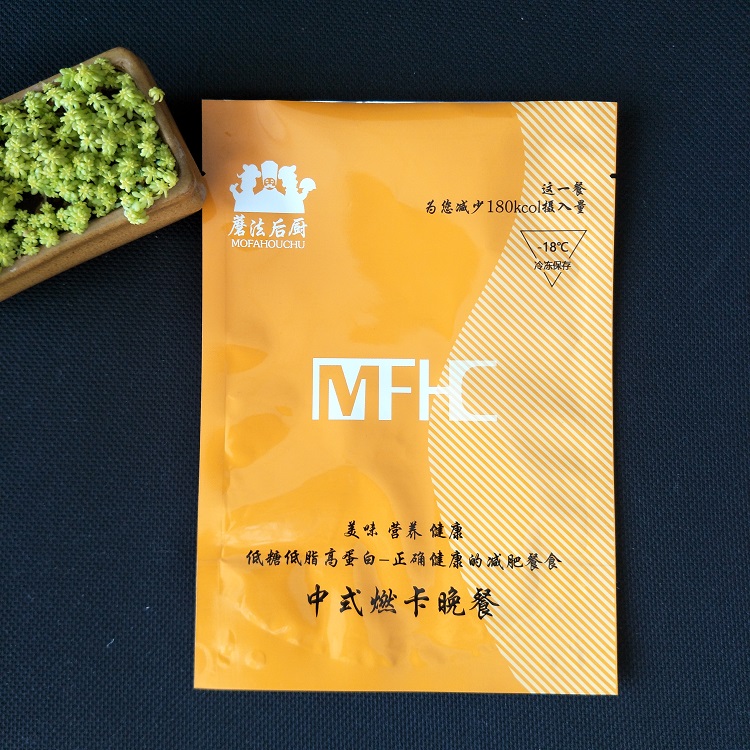 蘑法后厨
MOFAHOUCHU
这一餐
为您减少180kcol摄入量
-18℃
冷冻保存
MFHC
美味 营养 健康
低糖低脂高蛋白-正确健康的减肥餐食
中式燃卡晚餐